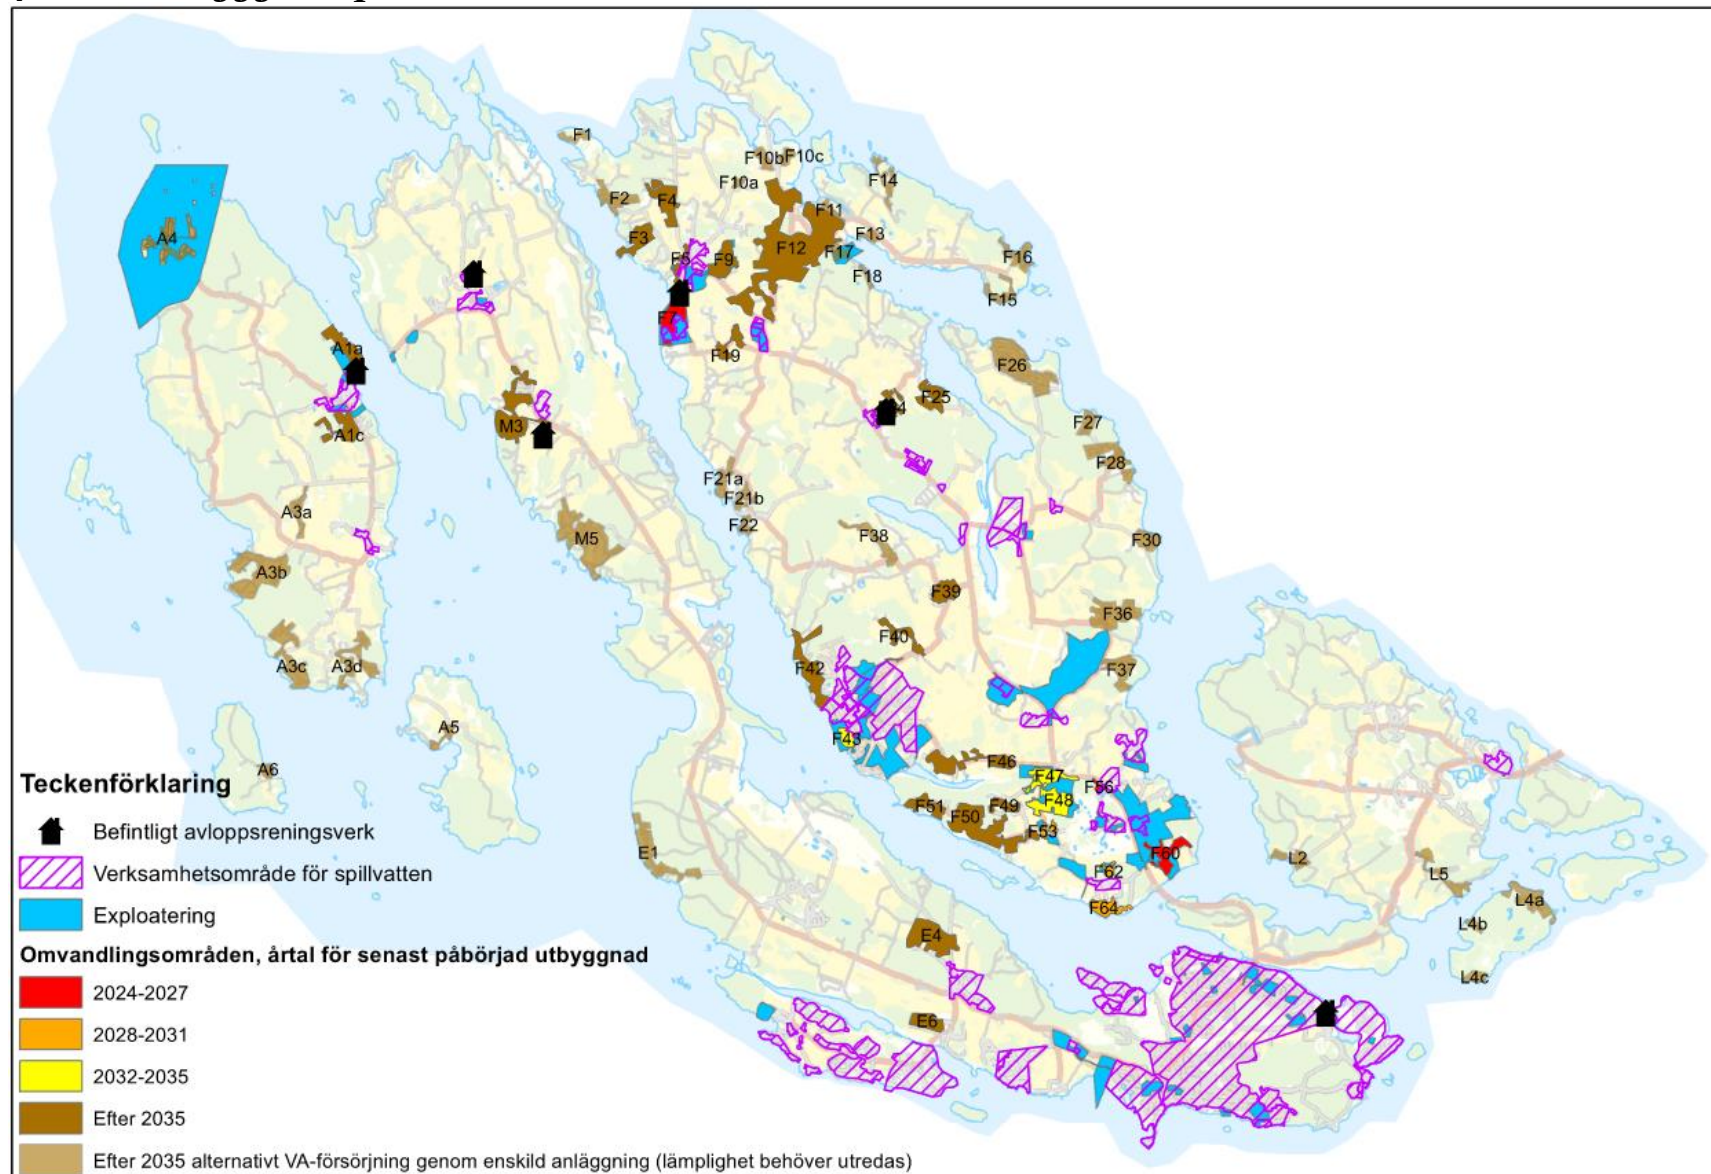 F1
F10b F10c
F10a
F14
F2
F4
F11
F3
F12
F13
A4
F5
F9
F17
F16
F18
F15
F7
A1a
F19
F26
F25
M3
A1c
F27
F28
F21a
F21b
A3a
F22
F38
M5
F30
A3b
F39
F36
F40
A3c
A3d
F42
F37
A5
F43
A6
F46
F47
F56
F51
F49
F48
F50
F53
E1
F60
L2
F62
L5
F64
L4a
L4b
E4
L4c
E6
Teckenförklaring
Befintligt avloppsreningsverk
Verksamhetsområde för spillvatten
Exploatering
Omvandlingsområden, årtal för senast påbörjad utbyggnad
2024-2027
2028-2031
2032-2035
Efter 2035
Efter 2035 alternativt VA-försörjning genom enskild anläggning (lämplighet behöver utredas)